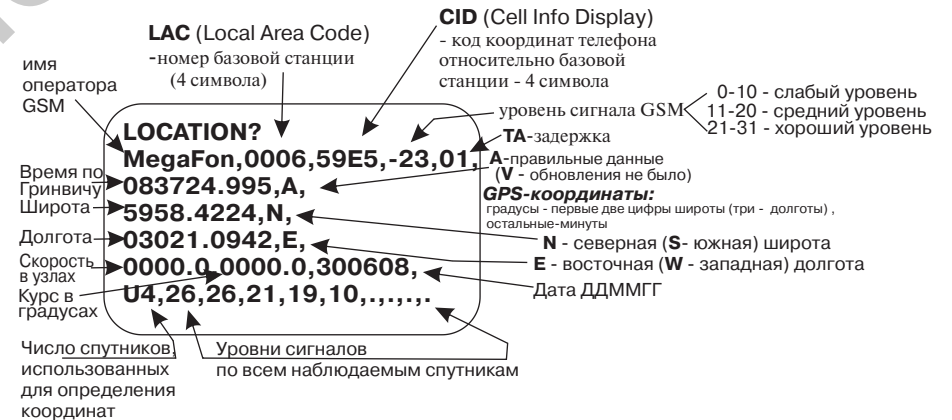 CID (Cell Info Display)
- код координат телефона
относительно базовой
станции - 4 символа
LAC (Local Area Code)
-номер базовой станции
(4 символа)
имя
оператора
GSM
уровень сигнала GSM
0-10 - слабый уровень
11-20 - средний уровень
21-31 - хороший уровень
TA-задержка
LOCATION?
MegaFon,0006,59E5,-23,01,
083724.995,A,
5958.4224,N,
03021.0942,E,
0000.0,0000.0,300608,
U4,26,26,21,19,10,.,.,.,.
A-правильные данные
(V - обновления не было)
GPS-координаты:
градусы - первые две цифры широты (три - долготы) ,
остальные-минуты
N - северная (S- южная) широта
E - восточная (W - западная) долгота
Дата ДДММГГ
Время по
Гринвичу
Широта
Долгота
Скорость
в узлах
Курс в
градусах
Число спутников,
использованных
для определения
координат
Уровни сигналов
по всем наблюдаемым спутникам